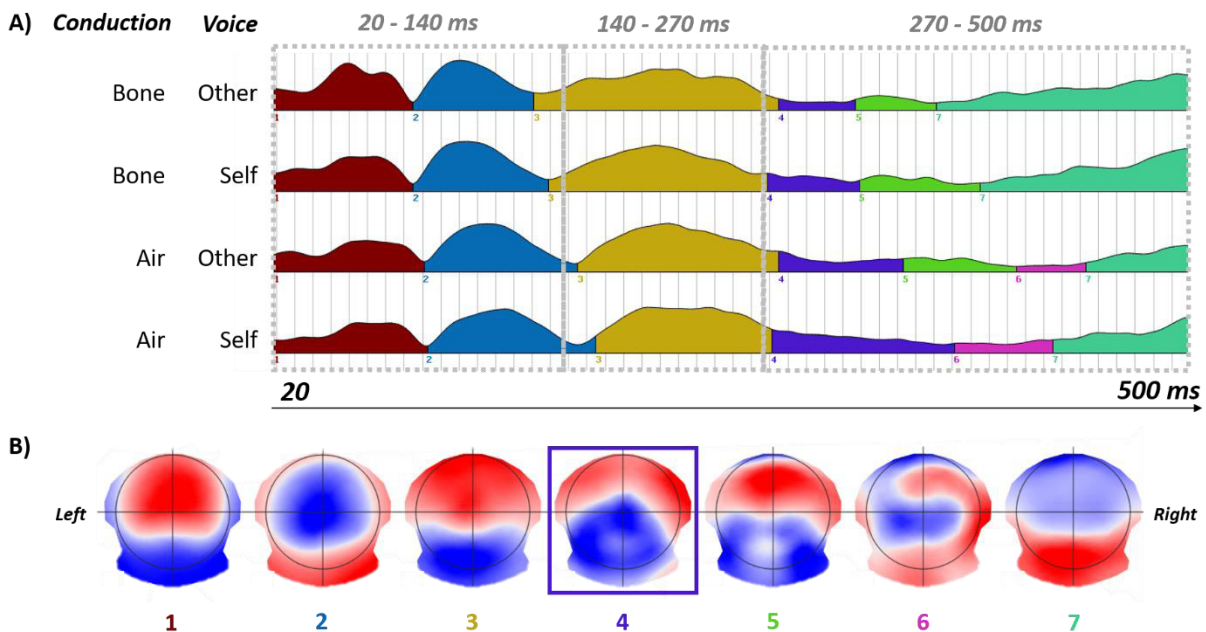 A) Conduction Voice 20 - 140 ms 140 - 270 ms 270 - 500 ms
Bone Other
1 2 3 4 5 7
Bone Self
1 2 3 4 5 7
Air Other
1 2 3 4 5 6 7
Air Self
1 2 3 4 6 7
20 500 ms
B)
Left Right
1 2 3 4 5 6 7